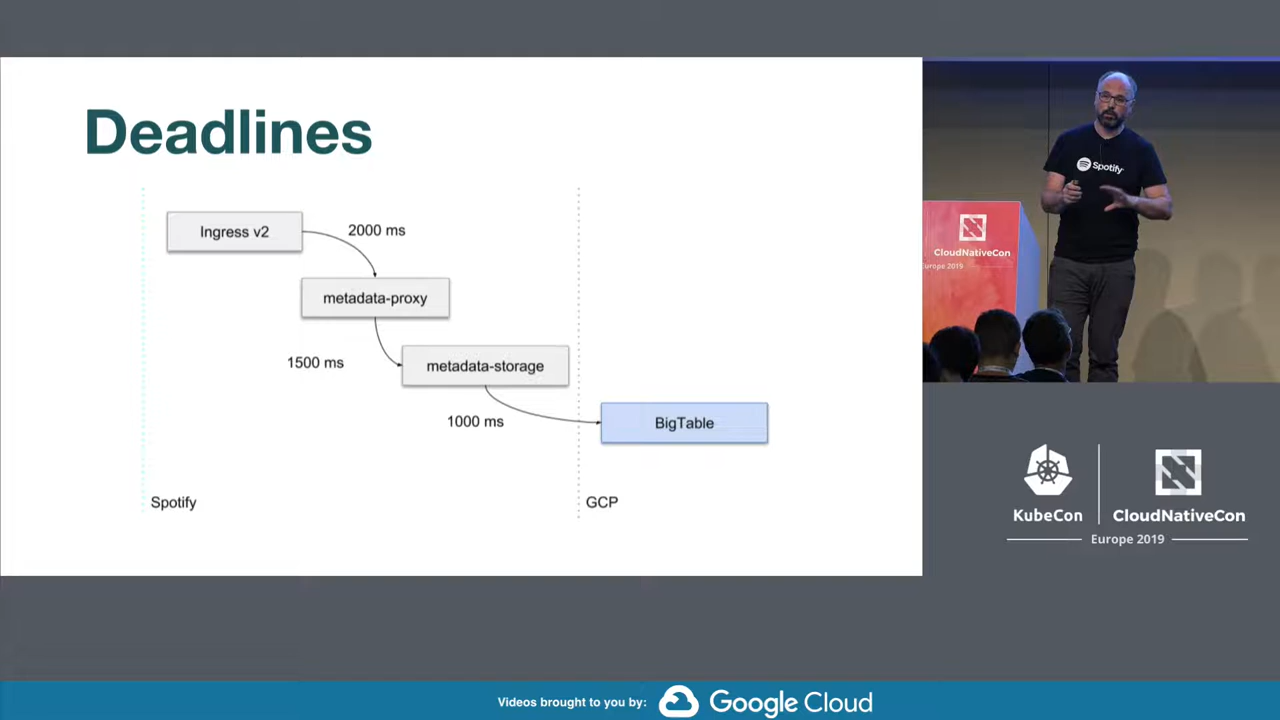 Deadlines
Ingress v2
2000 ms
metadata-proxy
1500 ms
metadata-storage
1000 ms
BigTable
Spotify
GCP
Spotify
CloudNativeCon
Europe 2019
KubeCon
CloudNativeCon
Europe 2019
Videos brought to you by:
Google Cloud